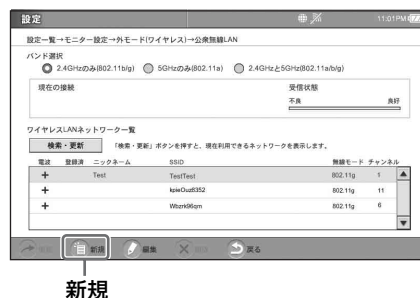 設定 11:01PM
設定一覧→モニター設定→外モード(ワイヤレス)→公衆無線LAN
バンド選択
2.4GHzのみ(802.11b/g) 5GHzのみ(802.11a) 2.4GHzと5GHz(802.11a/b/g)
現在の接続 受信状態
不良 良好
ワイヤレスLANネットワーク一覧
検索・更新 「検索・更新」ボタンを押すと、現在利用できるネットワークを表示します。
電波 登録済 ニックネーム SSID 無線モード チャンネル
Test TestTest 802.11g 1
kpieDuz8352 802.11g 11
Wbzrk96qm 802.11g 6
新規 編集 戻る
新規